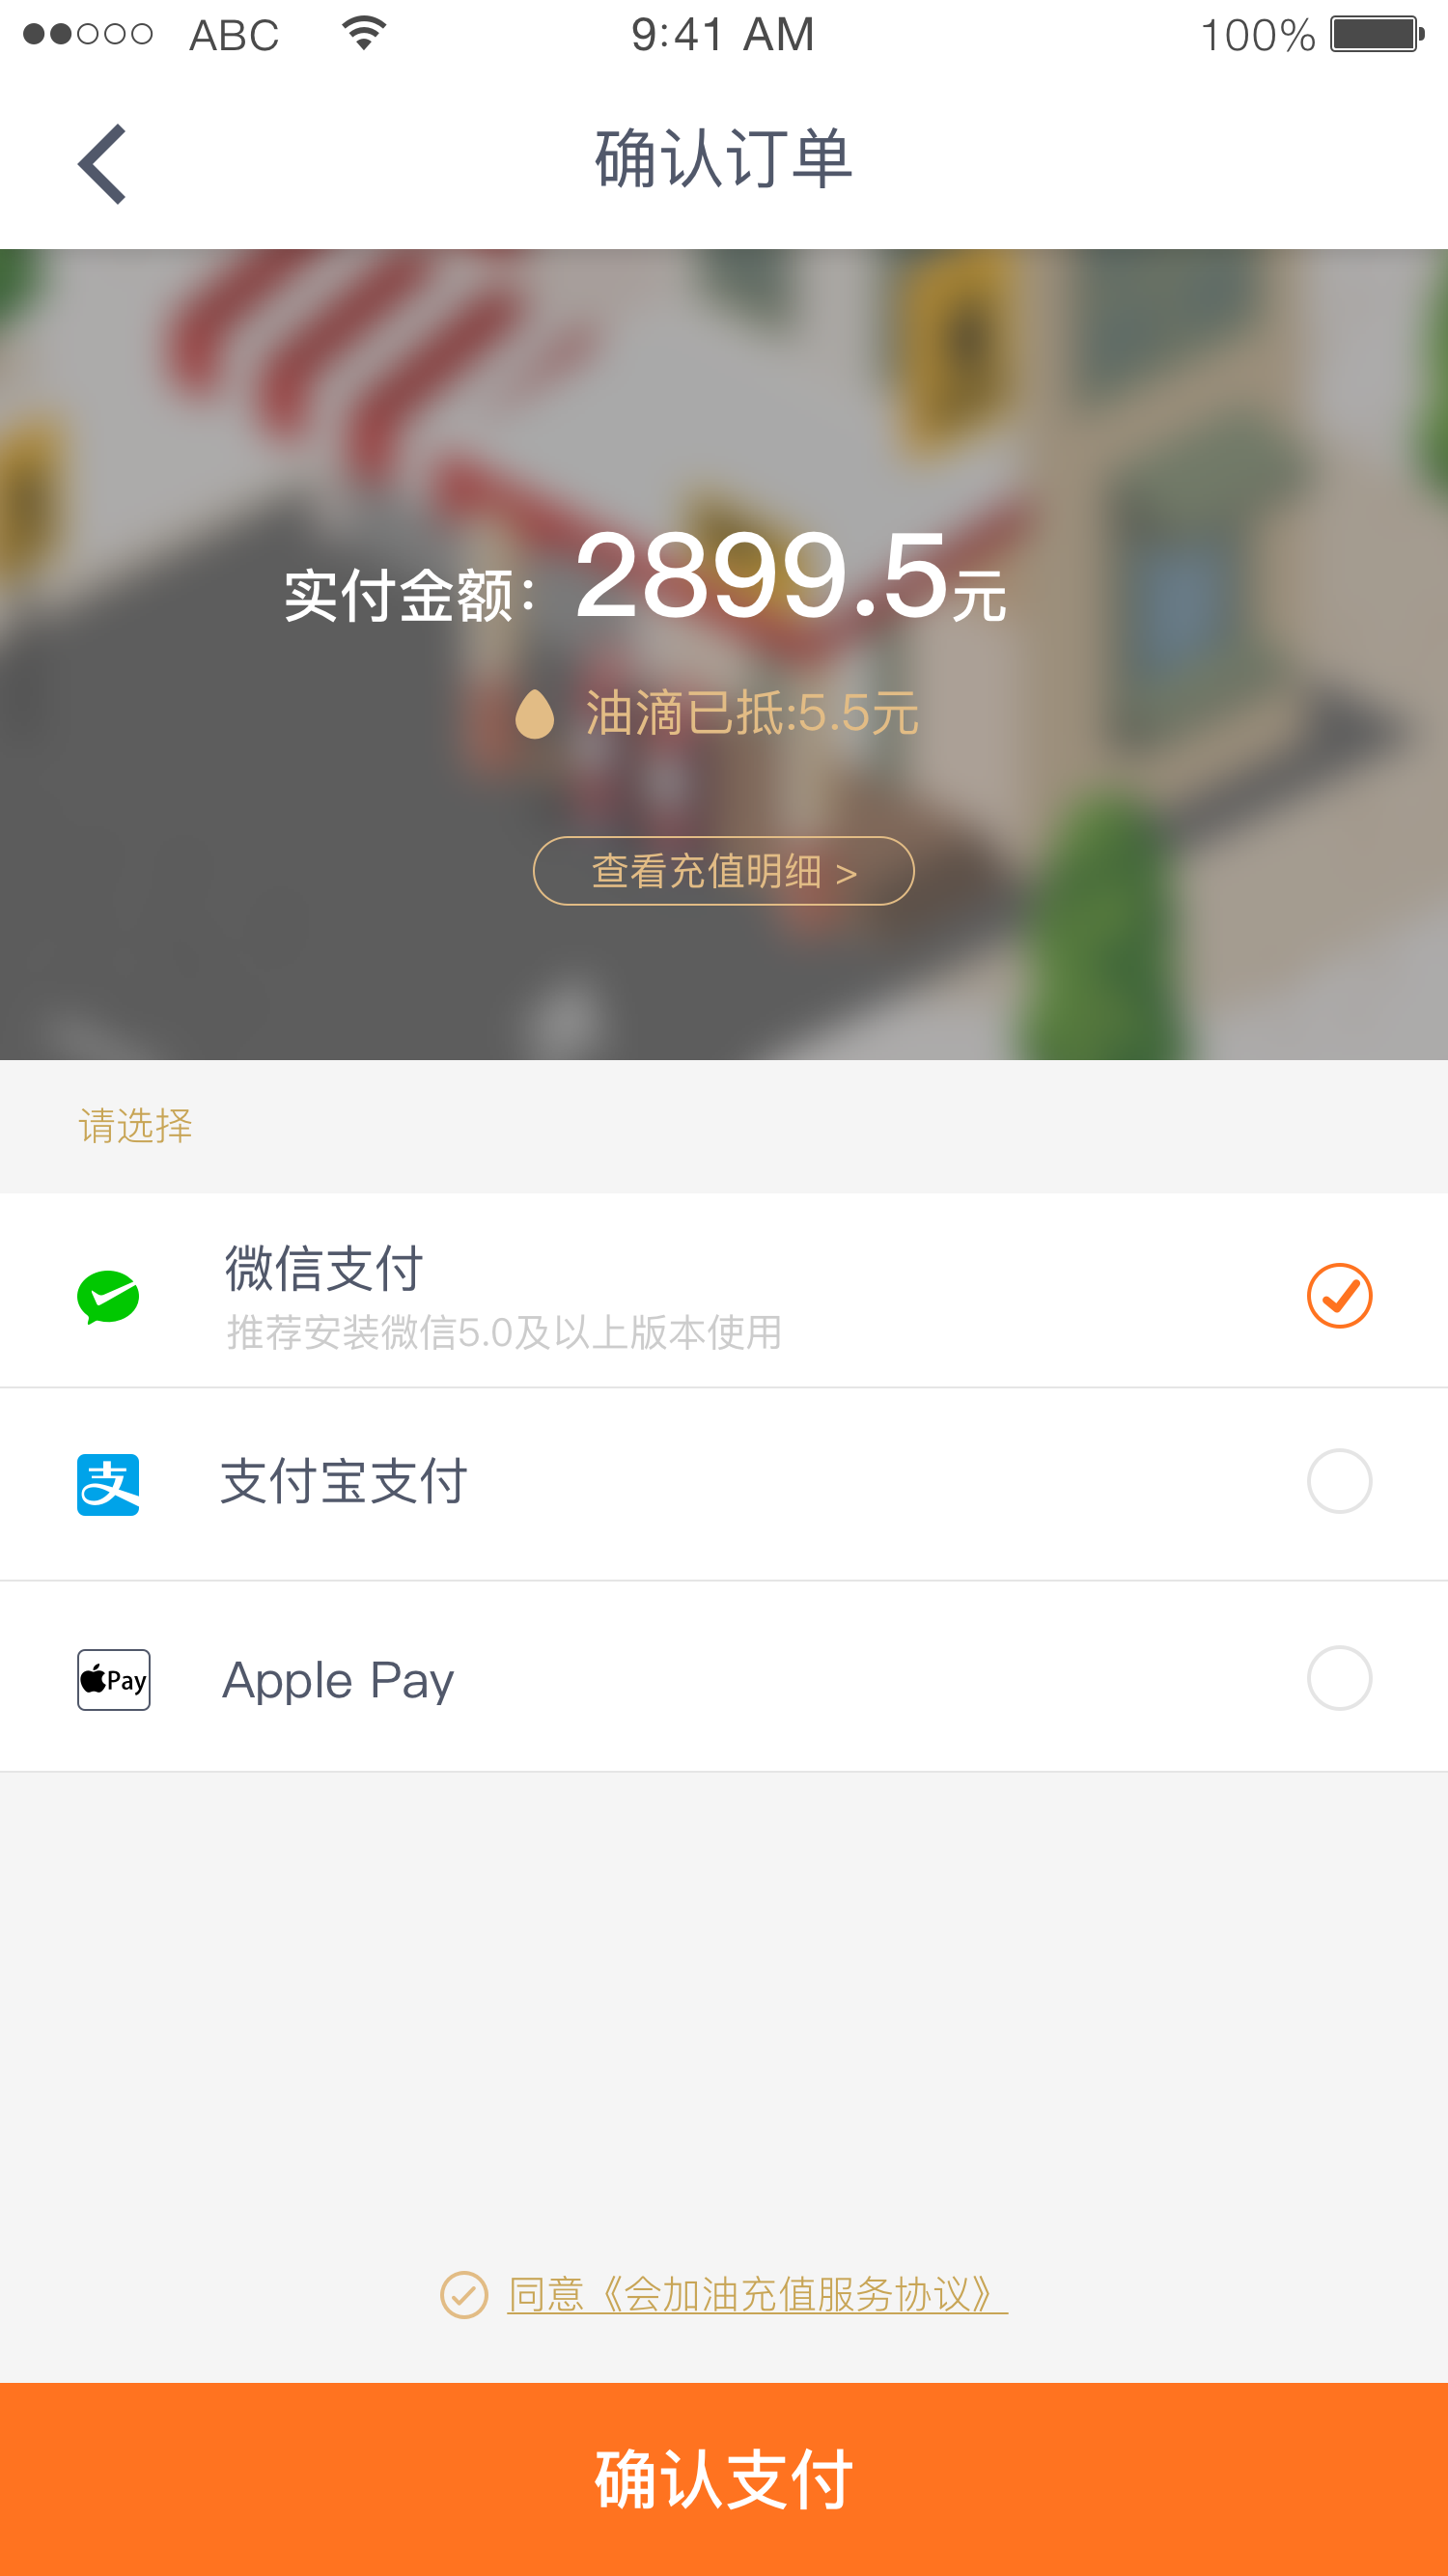 ABC 9:41 AM 100%
确认订单
实付金额：2899.5元
油滴已抵:5.5元
查看充值明细 >
请选择
微信支付
推荐安装微信5.0及以上版本使用
支 支付宝支付
Pay Apple Pay
同意《会加油充值服务协议》
确认支付